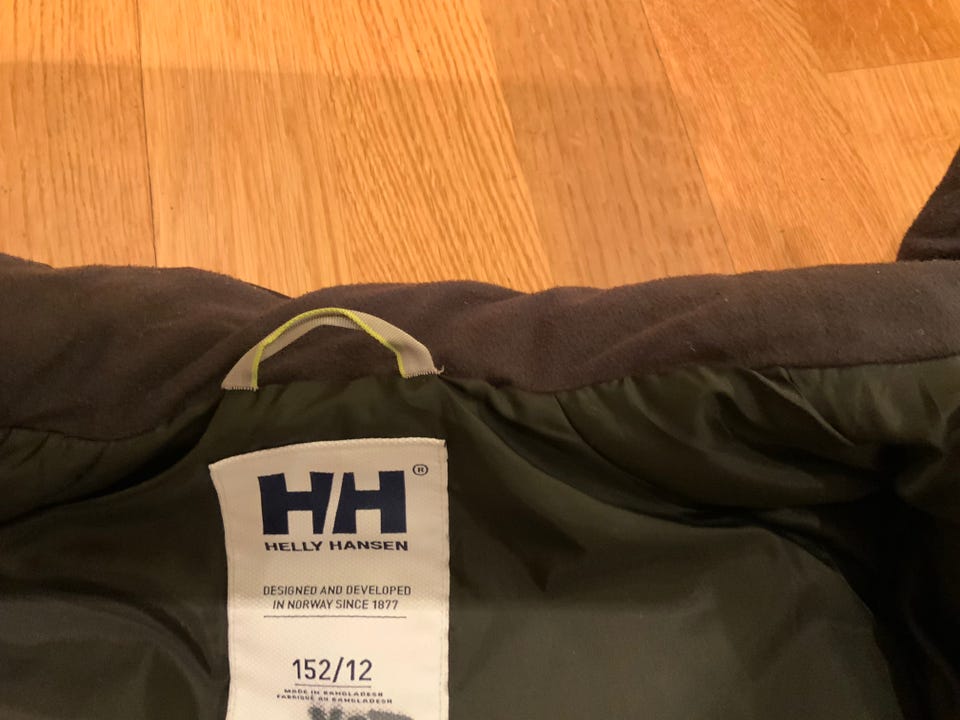 HH®
HELLY HANSEN
DESIGNED AND DEVELOPED
IN NORWAY SINCE 1877
152/12
MADE IN BANGLADESH
FABRIQUÉ AU BANGLADESH